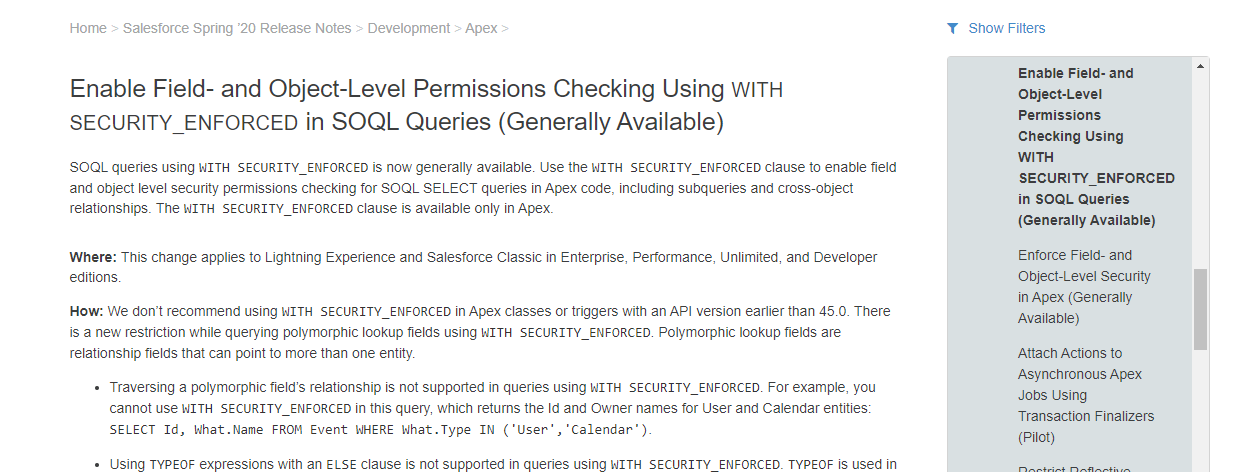 Home > Salesforce Spring '20 Release Notes > Development > Apex >
Show Filters
Enable Field- and Object-Level Permissions Checking Using WITH
SECURITY_ENFORCED in SOQL Queries (Generally Available)
SOQL queries using WITH SECURITY_ENFORCED is now generally available. Use the WITH SECURITY_ENFORCED clause to enable field
and object level security permissions checking for SOQL SELECT queries in Apex code, including subqueries and cross-object
relationships. The WITH SECURITY_ENFORCED clause is available only in Apex.
Where: This change applies to Lightning Experience and Salesforce Classic in Enterprise, Performance, Unlimited, and Developer
editions.
How: We don’t recommend using WITH SECURITY_ENFORCED in Apex classes or triggers with an API version earlier than 45.0. There
is a new restriction while querying polymorphic lookup fields using WITH SECURITY_ENFORCED. Polymorphic lookup fields are
relationship fields that can point to more than one entity.
• Traversing a polymorphic field’s relationship is not supported in queries using WITH SECURITY_ENFORCED. For example, you
cannot use WITH SECURITY_ENFORCED in this query, which returns the Id and Owner names for User and Calendar entities:
SELECT Id, What.Name FROM Event WHERE What.Type IN ('User','Calendar').
• Using TYPEOF expressions with an ELSE clause is not supported in queries using WITH SECURITY_ENFORCED. TYPEOF is used in
Enable Field- and
Object-Level
Permissions
Checking Using
WITH
SECURITY_ENFORCED
in SOQL Queries
(Generally Available)
Enforce Field- and
Object-Level Security
in Apex (Generally
Available)
Attach Actions to
Asynchronous Apex
Jobs Using
Transaction Finalizers
(Pilot)
Restrict Reflective